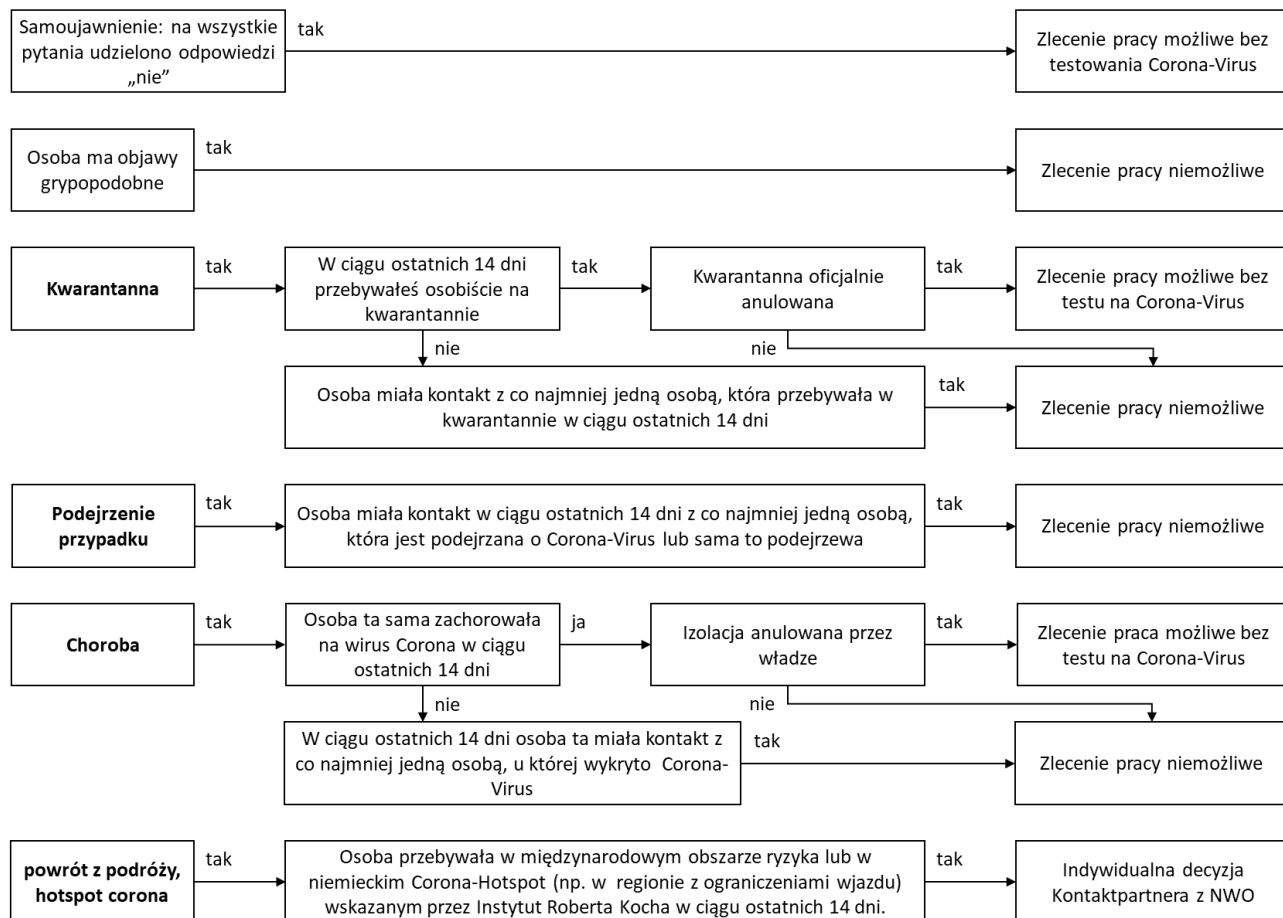 Samoujawnienie: na wszystkie
pytania udzielono odpowiedzi
„nie”
tak
Zlecenie pracy możliwe bez
testowania Corona-Virus
Osoba ma objawy
grypopodobne
tak
Zlecenie pracy niemożliwe
Kwarantanna
tak
W ciągu ostatnich 14 dni
przebywałeś osobiście na
kwarantannie
tak
Kwarantanna oficjalnie
anulowana
tak
Zlecenie pracy możliwe bez
testu na Corona-Virus
nie
nie
Osoba miała kontakt z co najmniej jedną osobą, która przebywała w
kwarantannie w ciągu ostatnich 14 dni
tak
Zlecenie pracy niemożliwe
Podejrzenie
przypadku
tak
Osoba miała kontakt w ciągu ostatnich 14 dni z co najmniej jedną osobą,
która jest podejrzana o Corona-Virus lub sama to podejrzewa
tak
Zlecenie pracy niemożliwe
Choroba
tak
Osoba ta sama zachorowała
na wirus Corona w ciągu
ostatnich 14 dni
ja
Izolacja anulowana przez
władze
tak
Zlecenie praca możliwe bez
testu na Corona-Virus
nie
nie
W ciągu ostatnich 14 dni osoba ta miała kontakt z
co najmniej jedną osobą, u której wykryto Corona-
Virus
tak
Zlecenie pracy niemożliwe
powrót z podróży,
hotspot corona
tak
Osoba przebywała w międzynarodowym obszarze ryzyka lub w
niemieckim Corona-Hotspot (np. w regionie z ograniczeniami wjazdu)
wskazanym przez Instytut Roberta Kocha w ciągu ostatnich 14 dni.
tak
Indywidualna decyzja
Kontaktpartnera z NWO